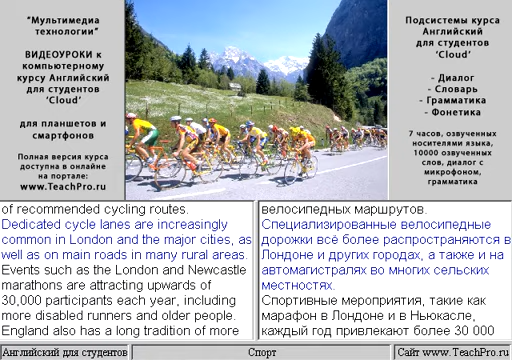 "Мультимедиа
технологии"
ВИДЕОУРОКИ к
компьютерному
курсу Английский
для студентов
'Cloud'
для планшетов и
смартфонов
Полная версия курса
доступна в онлайне
на портале:
www.TeachPro.ru
Подсистемы курса
Английский
для студентов
'Cloud'
- Диалог
- Словарь
- Грамматика
- Фонетика
7 часов, озвученных
носителями языка,
10000 озвученных
слов, диалог с
микрофоном,
грамматика
of recommended cycling routes.
Dedicated cycle lanes are increasingly
common in London and the major cities, as
well as on main roads in many rural areas.
Events such as the London and Newcastle
marathons are attracting upwards of
30,000 participants each year, including
more disabled runners and older people.
England also has a long tradition of more
велосипедных маршрутов.
Специализированные велосипедные
дорожки всё более распространяются в
Лондоне и других городах, а также и на
автомагистралях во многих сельских
местностях.
Спортивные мероприятия, такие как
марафон в Лондоне и в Ньюкасле,
каждый год привлекают более 30 000
Английский для студентов
Спорт
Сайт www.TeachPro.ru